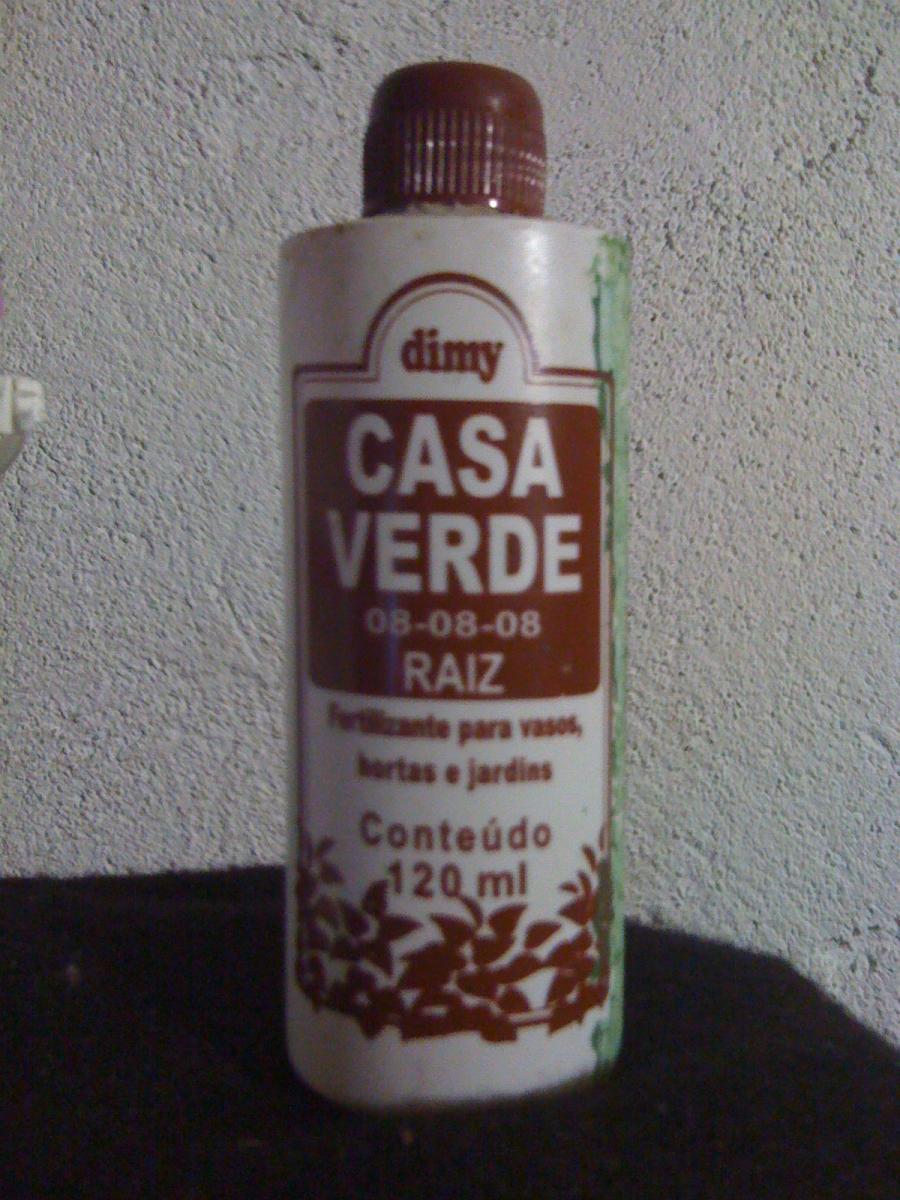 dimy
CASA
VERDE
08-08-08
RAIZ
Fertilizante para vasos,
hortas e jardins
Conteúdo
120 ml